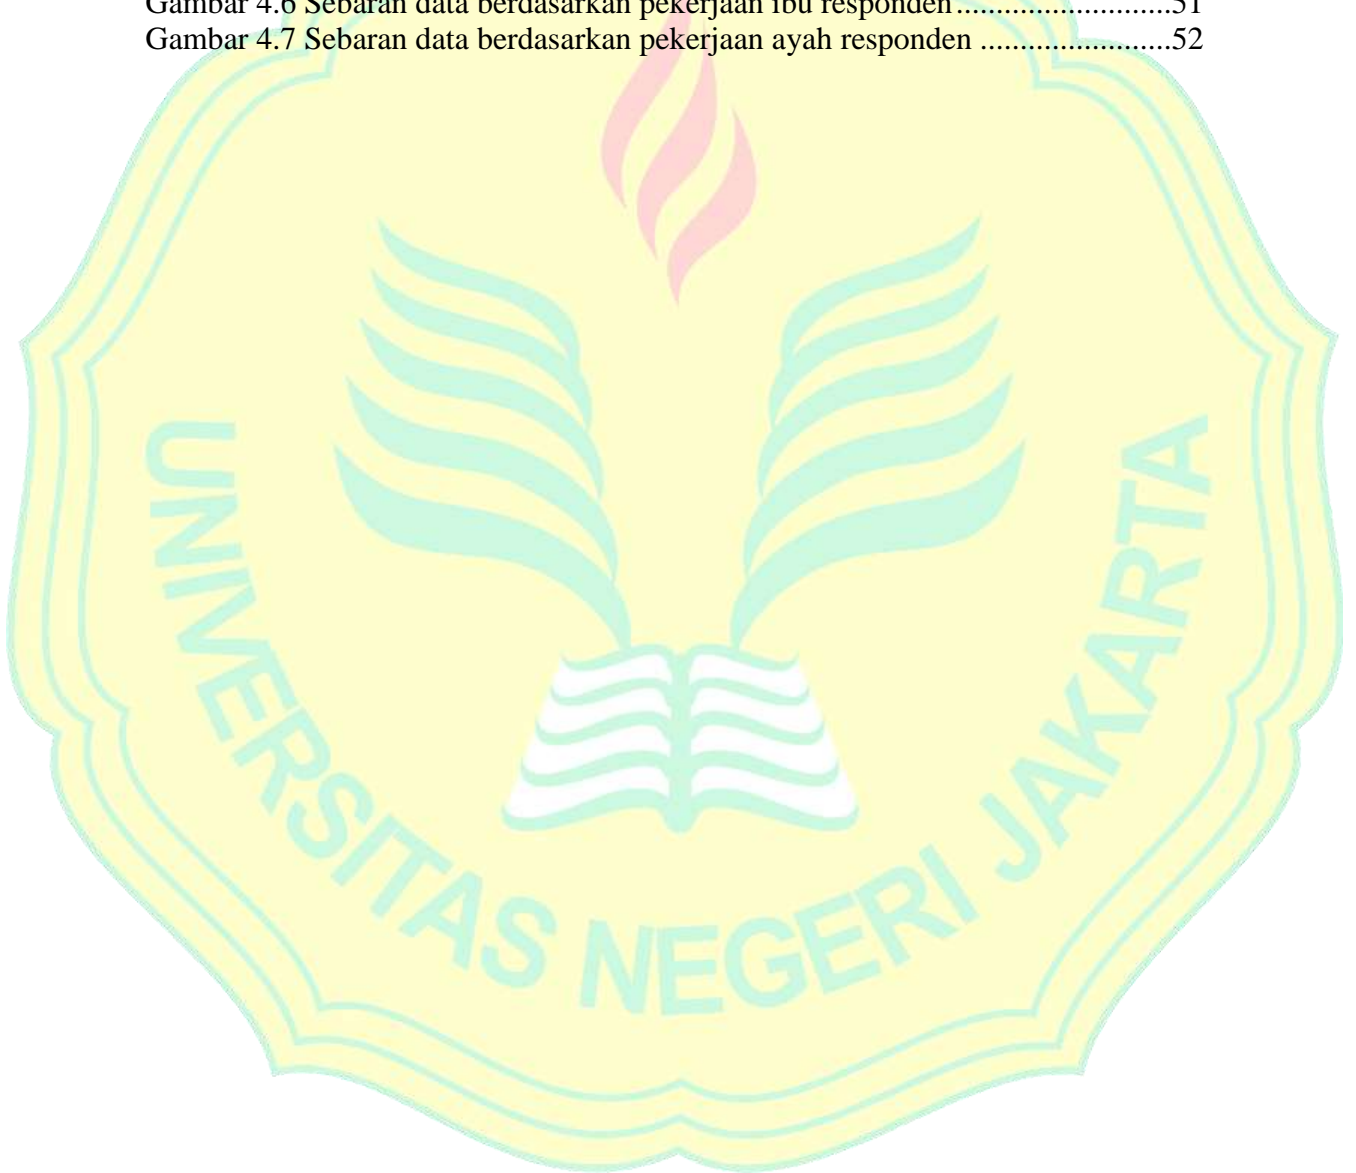 Gambar 4.6 Sebaran data berdasarkan pekerjaan ibu responden...........................51
Gambar 4.7 Sebaran data berdasarkan pekerjaan ayah responden ........................52
UNIVERSITAS NEGERI JAKARTA